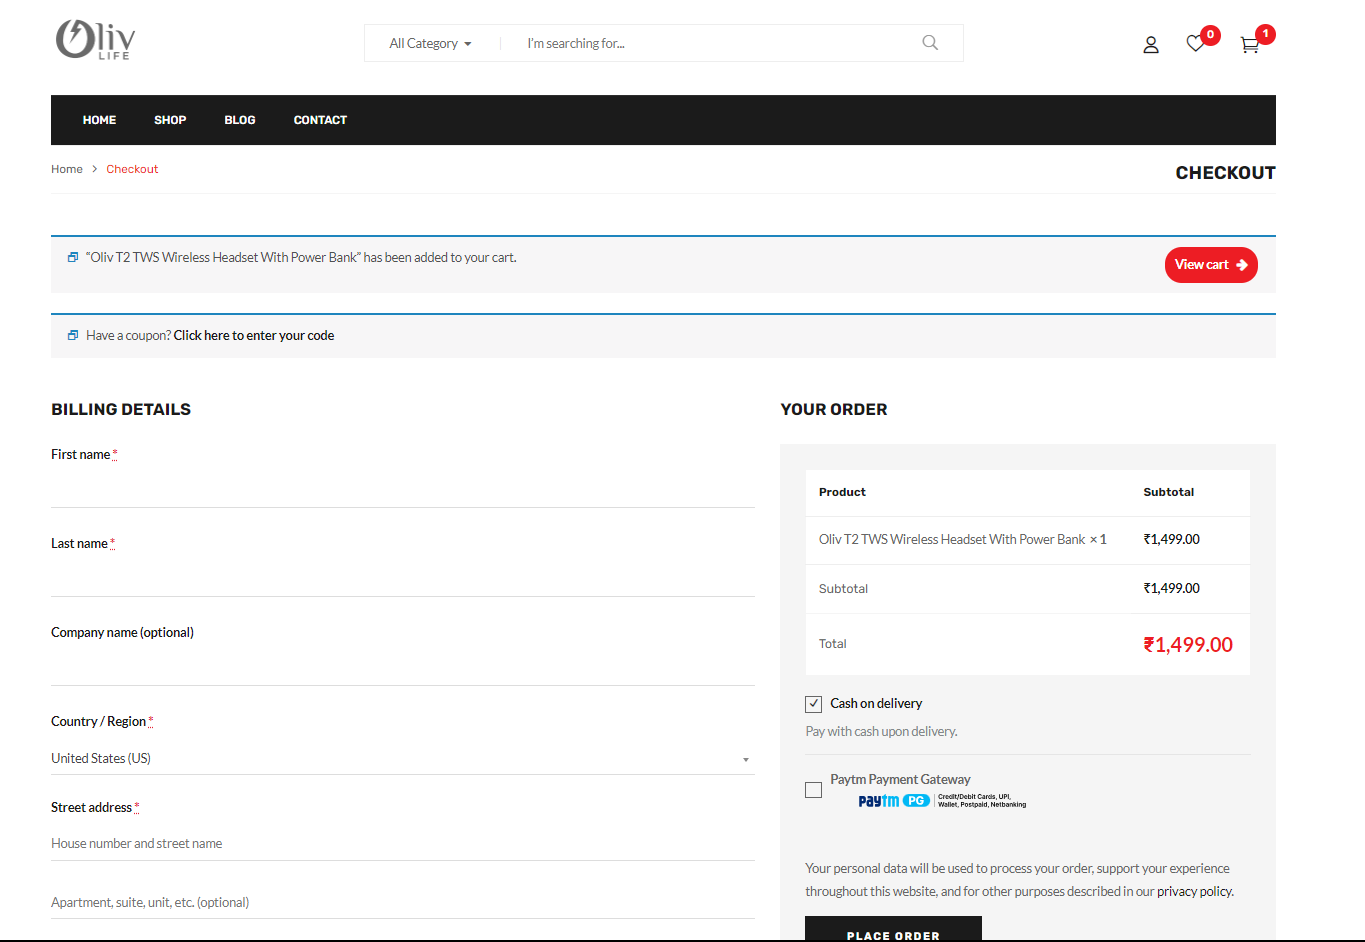 Oliv
LIFE
All Category
I'm searching for...
0
1
HOME SHOP BLOG CONTACT
Home > Checkout
CHECKOUT
“Oliv T2 TWS Wireless Headset With Power Bank” has been added to your cart.
View cart
Have a coupon? Click here to enter your code
BILLING DETAILS
First name *
Last name *
Company name (optional)
Country / Region *
United States (US)
Street address *
House number and street name
Apartment, suite, unit, etc. (optional)
YOUR ORDER
Product Subtotal
Oliv T2 TWS Wireless Headset With Power Bank × 1 ₹1,499.00
Subtotal ₹1,499.00
Total ₹1,499.00
Cash on delivery
Pay with cash upon delivery.
Paytm Payment Gateway
paytm PG
Credit/Debit Cards, UPI,
Wallet, Postpaid, Netbanking
Your personal data will be used to process your order, support your experience
throughout this website, and for other purposes described in our privacy policy.
PLACE ORDER